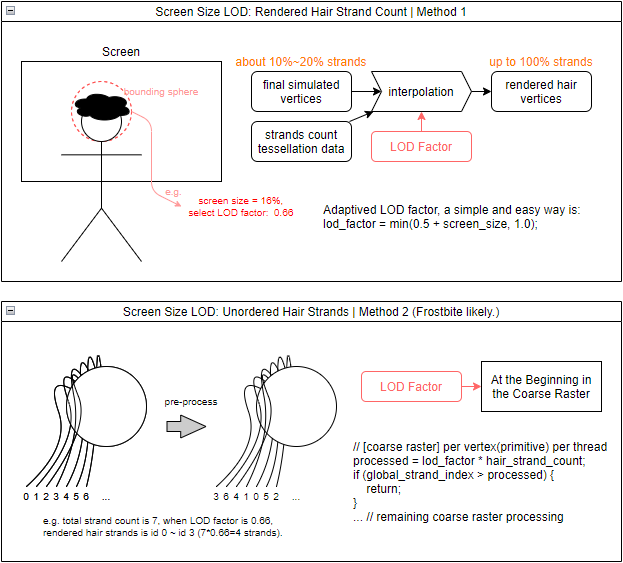 Screen Size LOD: Rendered Hair Strand Count | Method 1
Screen
bounding sphere
e.g.
screen size = 16%,
select LOD factor: 0.66
about 10%~20% strands
final simulated
vertices
strands count
tessellation data
interpolation
LOD Factor
up to 100% strands
rendered hair
vertices
Adaptived LOD factor, a simple and easy way is:
lod_factor = min(0.5 + screen_size, 1.0);
Screen Size LOD: Unordered Hair Strands | Method 2 (Frostbite likely.)
pre-process
0 1 2 3 4 5 6 ...
3 6 4 1 0 5 2 ...
e.g. total strand count is 7, when LOD factor is 0.66,
rendered hair strands is id 0 ~ id 3 (7*0.66=4 strands).
LOD Factor
At the Beginning in
the Coarse Raster
// [coarse raster] per vertex(primitive) per thread
processed = lod_factor * hair_strand_count;
if (global_strand_index > processed) {
return;
}
... // remaining coarse raster processing